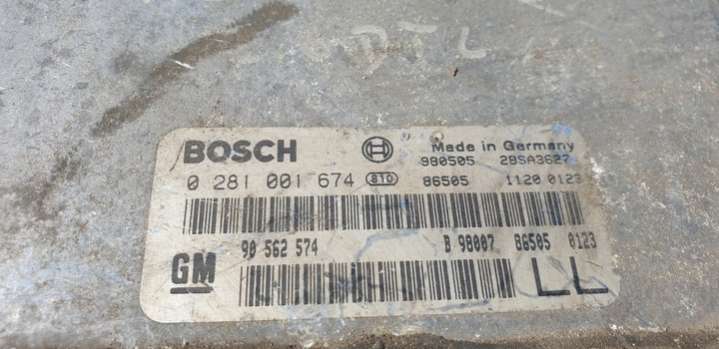 BOSCH
Made in Germany
980505 28SA3627
0 281 001 674 810 86505 1120 0123
90 562 574 B 98007 86505 0123
GM
LL